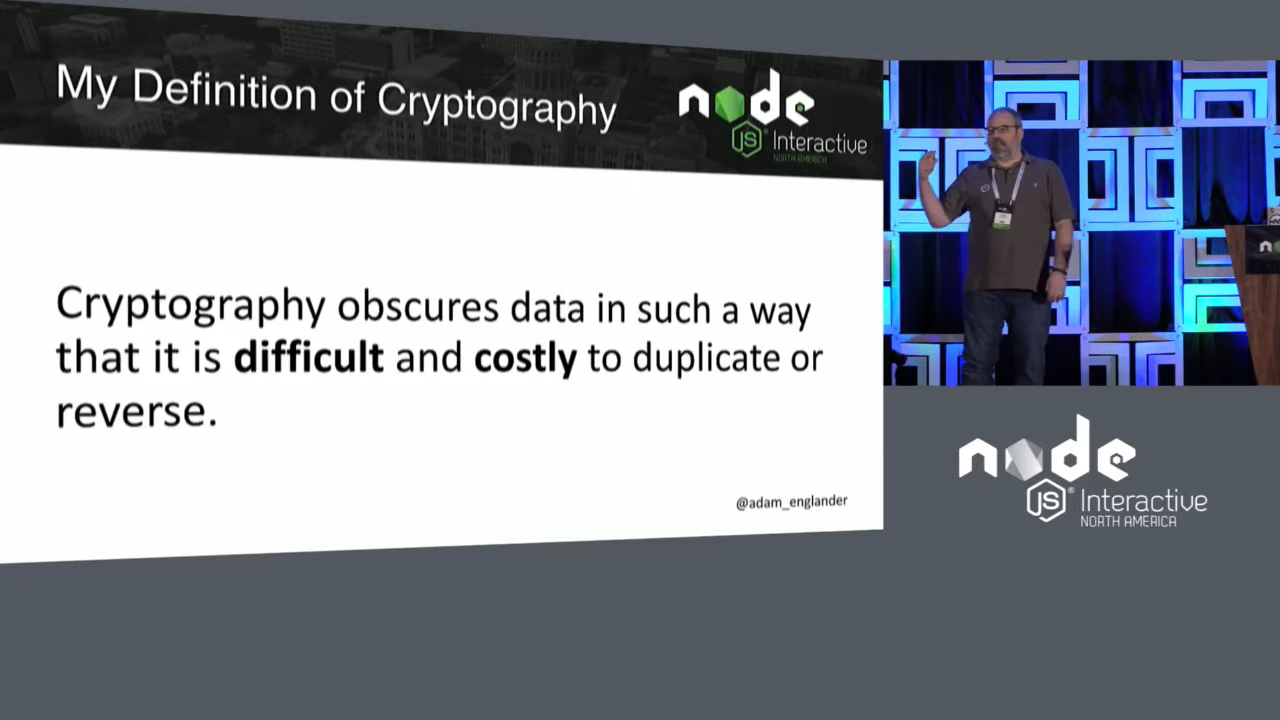 My Definition of Cryptography
node
JS Interactive
NORTH AMERICA
Cryptography obscures data in such a way
that it is difficult and costly to duplicate or
reverse.
@adam_englander
node
JS® Interactive
NORTH AMERICA